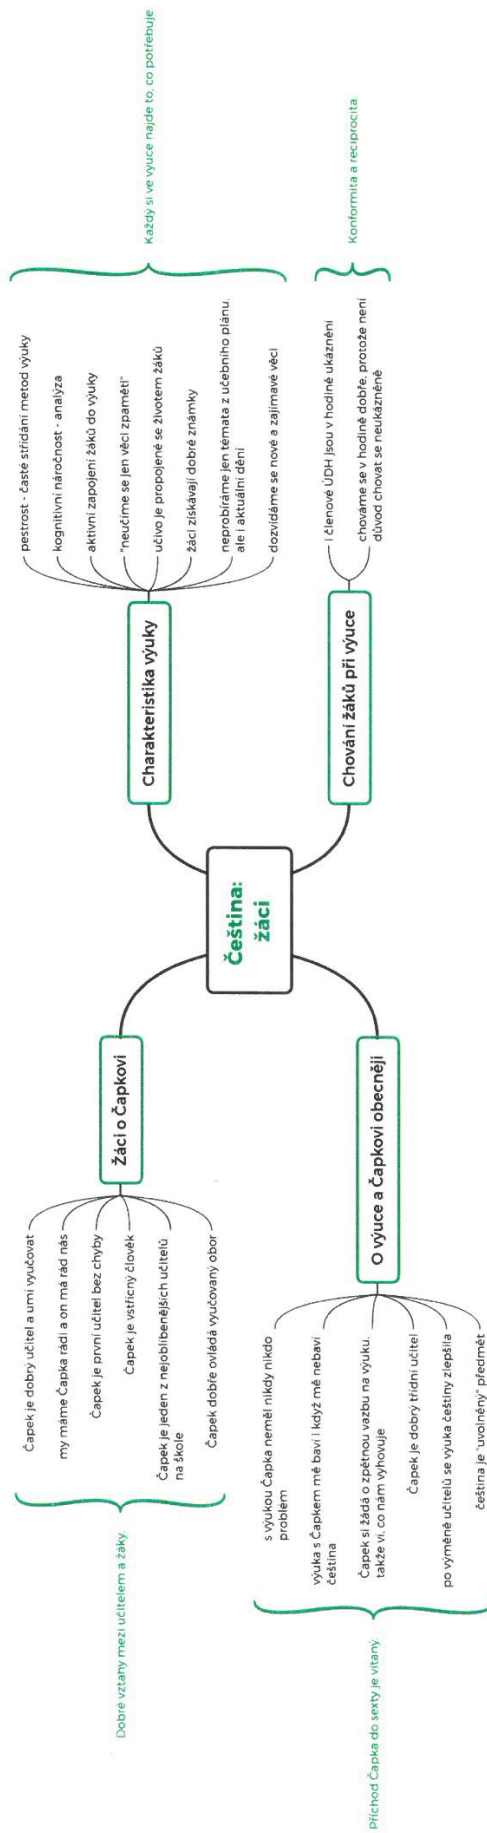 Čeština:
žáci
Žáci o Čapkovi
Čapek je dobrý učitel a umí vyučovat
my máme Čapka rádi a on má rád nás
Čapek je první učitel bez chyby
Čapek je vstřícný člověk
Čapek je jeden z nejoblíbenějších učitelů
na škole
Čapek dobře ovládá vyučovaný obor
Dobré vztahy mezi učitelem a žáky.
O výuce a Čapkovi obecněji
s výukou Čapka neměl nikdy nikdo
problém
výuka s Čapkem mě baví i když mě nebaví
čeština
Čapek si žádá o zpětnou vazbu na výuku,
takže ví, co nám vyhovuje
Čapek je dobrý třídní učitel
po výměně učitelů se výuka češtiny zlepšila
čeština je "uvolněný" předmět
Příchod Čapka do sexty je vítaný.
Charakteristika výuky
pestrost - časté střídání metod výuky
kognitivní náročnost - analýza
aktivní zapojení žáků do výuky
"neučíme se jen věci zpaměti"
učivo je propojené se životem žáků
žáci získávají dobré známky
neprobíráme jen témata z učebního plánu,
ale i aktuální dění
dozvídáme se nové a zajímavé věci
Každý si ve výuce najde to, co potřebuje.
Chování žáků při výuce
i členové ÚDH jsou v hodině ukáznění
chováme se v hodině dobře, protože není
důvod chovat se neukázněně
Konformita a reciprocita.